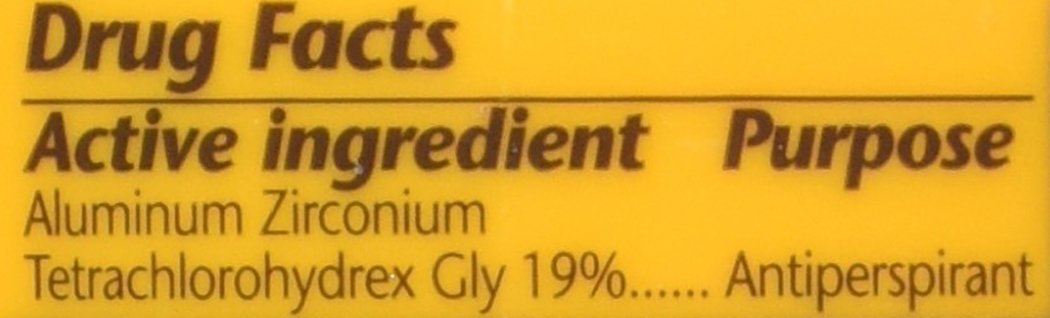 Drug Facts
Active ingredient Purpose
Aluminum Zirconium
Tetrachlorohydrex Gly 19%...... Antiperspirant